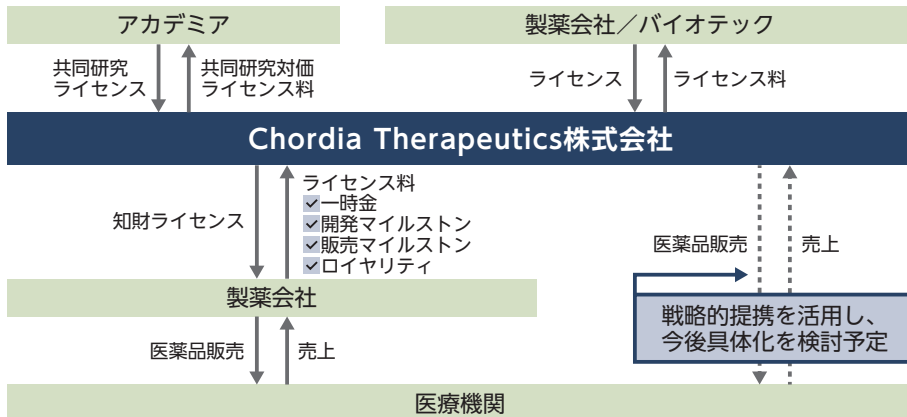 アカデミア
製薬会社／バイオテック
共同研究
ライセンス
共同研究対価
ライセンス料
ライセンス
ライセンス料
Chordia Therapeutics株式会社
知財ライセンス
ライセンス料
一時金
開発マイルストン
販売マイルストン
ロイヤリティ
医薬品販売
売上
製薬会社
戦略的提携を活用し、
今後具体化を検討予定
医薬品販売
売上
医療機関